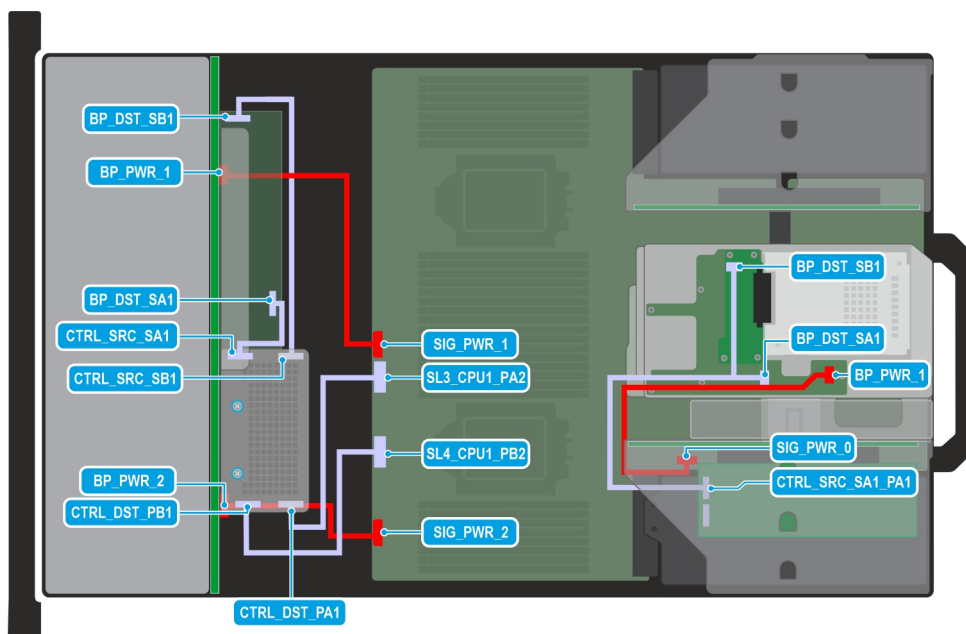 BP_DST_SB1
BP_PWR_1
BP_DST_SA1
CTRL_SRC_SA1
CTRL_SRC_SB1
BP_PWR_2
CTRL_DST_PB1
CTRL_DST_PA1
SIG_PWR_1
SL3_CPU1_PA2
SL4_CPU1_PB2
SIG_PWR_2
BP_DST_SB1
BP_DST_SA1
BP_PWR_1
SIG_PWR_0
CTRL_SRC_SA1_PA1